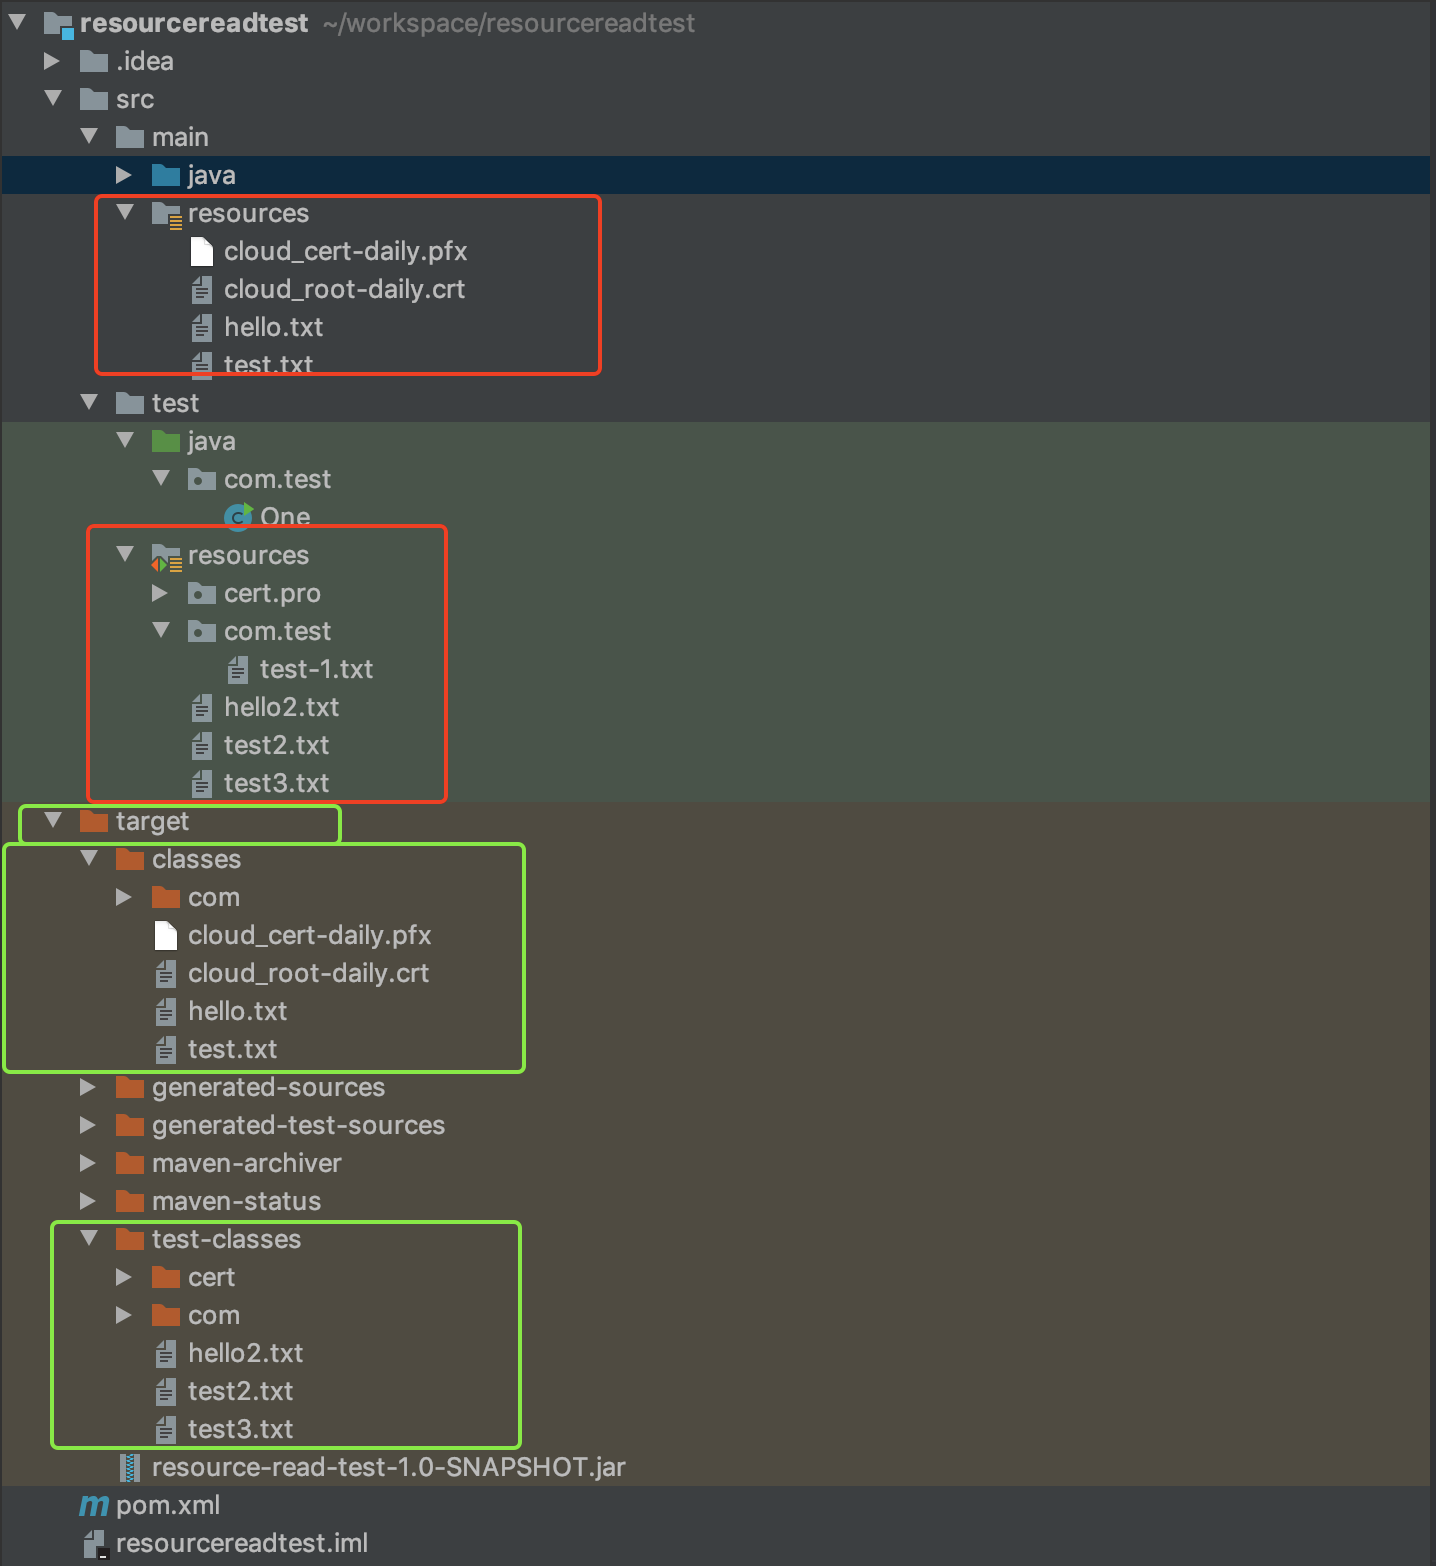 resourcereadtest ~/workspace/resourcereadtest
.idea
src
main
java
resources
cloud_cert-daily.pfx
cloud_root-daily.crt
hello.txt
test.txt
test
java
com.test
One
resources
cert.pro
com.test
test-1.txt
hello2.txt
test2.txt
test3.txt
target
classes
com
cloud_cert-daily.pfx
cloud_root-daily.crt
hello.txt
test.txt
generated-sources
generated-test-sources
maven-archiver
maven-status
test-classes
cert
com
hello2.txt
test2.txt
test3.txt
resource-read-test-1.0-SNAPSHOT.jar
pom.xml
resourcereadtest.iml